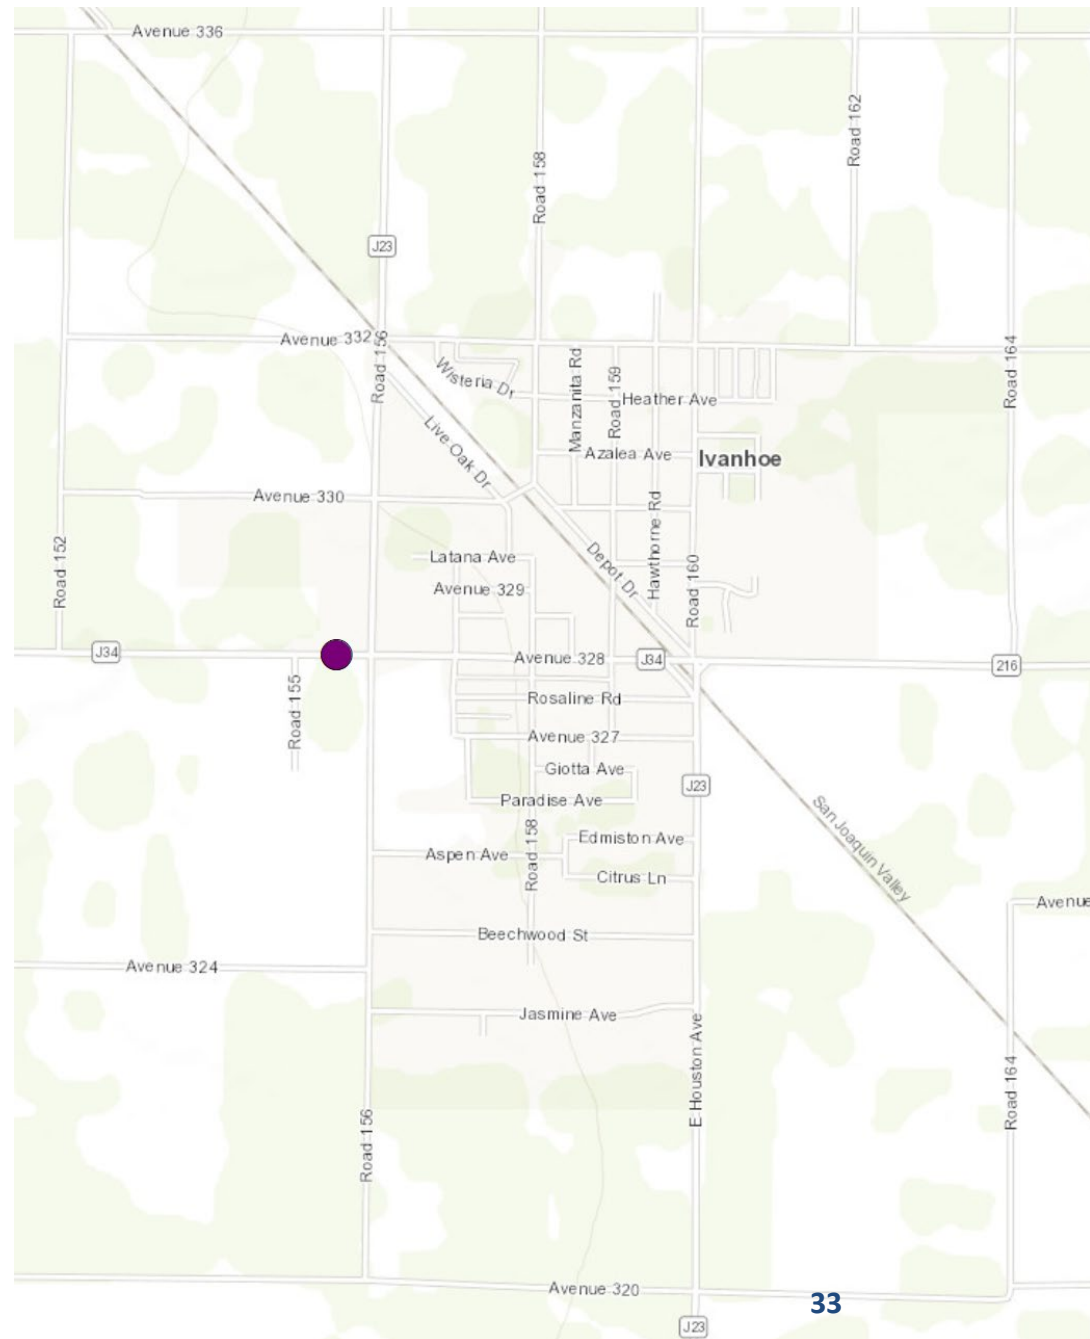 Avenue 336
Road 162
Road 158
J23
Avenue 332
Road 156
Road 164
Manzanita Rd
Road 159
Wisteria Dr
Heather Ave
Live Oak Dr
Azalea Ave
Ivanhoe
Avenue 330
Hawthorne Rd
Road 152
Latana Ave
Depot Dr
Road 160
Avenue 329
J34
Avenue 328
J34
216
Road 155
Rosaline Rd
Avenue 327
Giotta Ave
J23
Paradise Ave
San Joaquin Valley
Road 158
Edmiston Ave
Aspen Ave
Citrus Ln
Avenue
Beechwood St
Avenue 324
Jasmine Ave
E Houston Ave
Road 164
Road 156
Avenue 320
33
J23